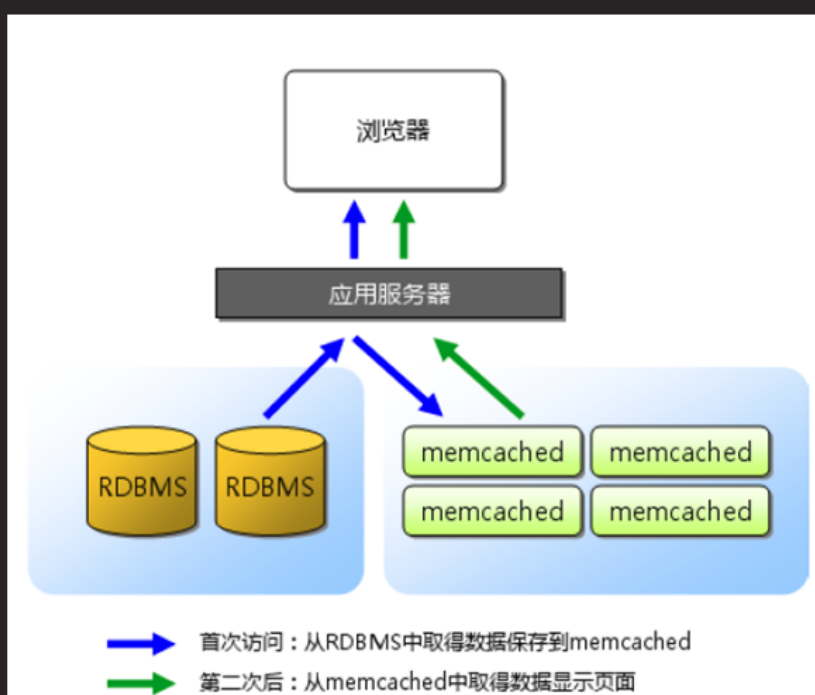 浏览器
应用服务器
RDBMS RDBMS
memcached memcached
memcached memcached
首次访问：从RDBMS中取得数据保存到memcached
第二次后：从memcached中取得数据显示页面